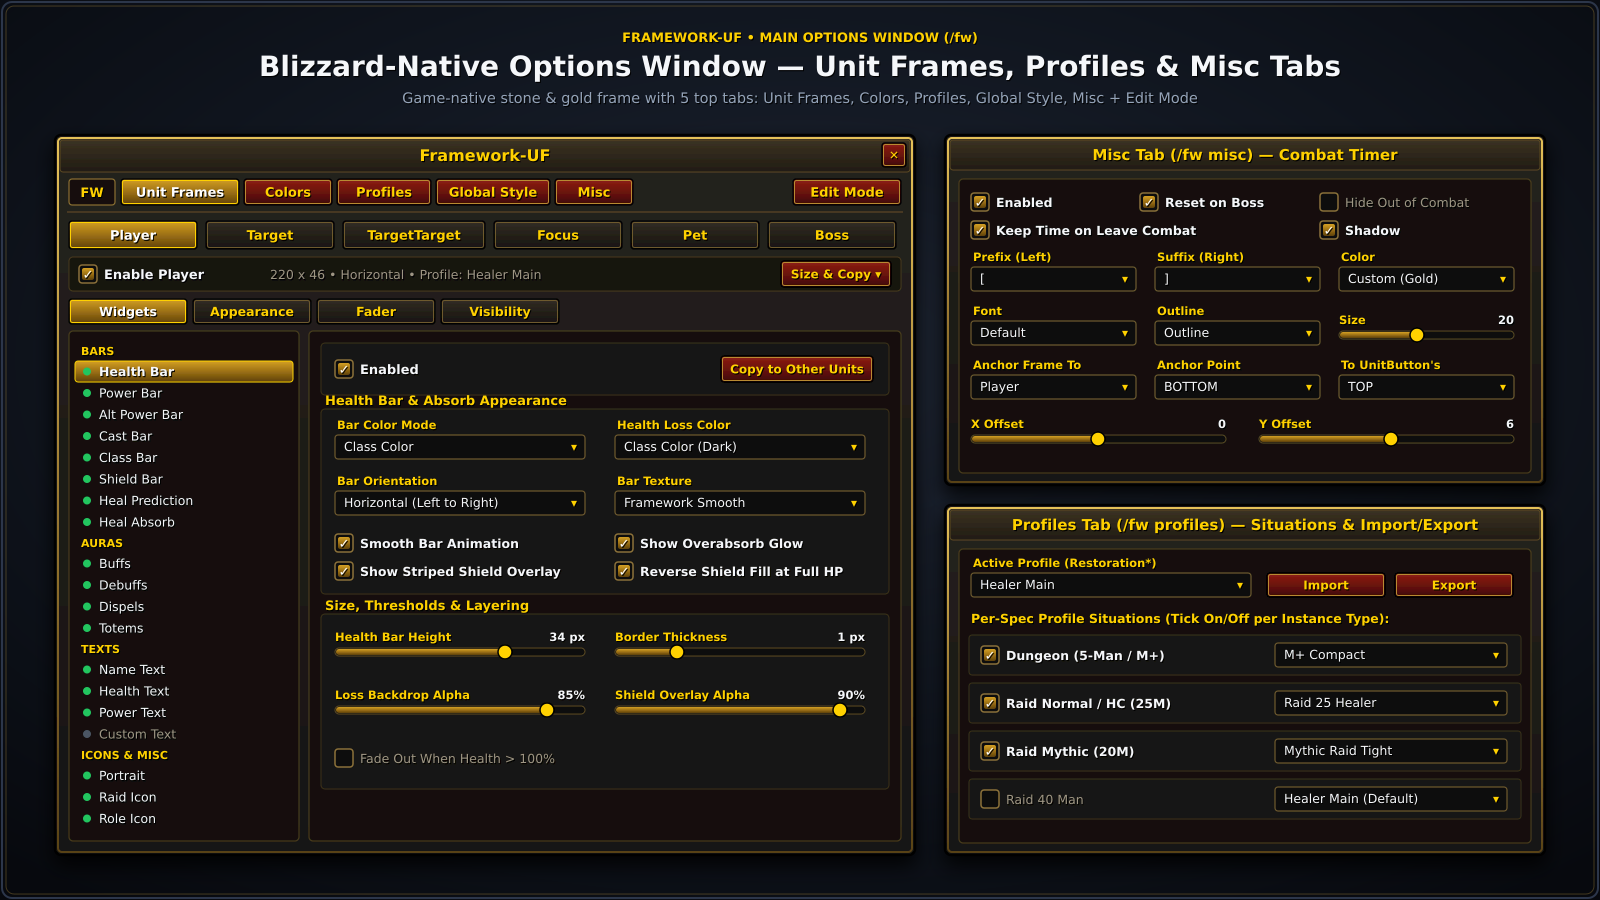 FRAMEWORK-UF • MAIN OPTIONS WINDOW (/fw)
Blizzard-Native Options Window — Unit Frames, Profiles & Misc Tabs
Game-native stone & gold frame with 5 top tabs: Unit Frames, Colors, Profiles, Global Style, Misc + Edit Mode
Framework-UF
FW Unit Frames Colors Profiles Global Style Misc Edit Mode
Player Target TargetTarget Focus Pet Boss
Enable Player 220 x 46 • Horizontal • Profile: Healer Main Size & Copy ▾
Widgets Appearance Fader Visibility
BARS
Health Bar
Power Bar
Alt Power Bar
Cast Bar
Class Bar
Shield Bar
Heal Prediction
Heal Absorb
AURAS
Buffs
Debuffs
Dispels
Totems
TEXTS
Name Text
Health Text
Power Text
Custom Text
ICONS & MISC
Portrait
Raid Icon
Role Icon
Enabled Copy to Other Units
Health Bar & Absorb Appearance
Bar Color Mode Health Loss Color
Class Color Class Color (Dark)
Bar Orientation Bar Texture
Horizontal (Left to Right) Framework Smooth
Smooth Bar Animation Show Overabsorb Glow
Show Striped Shield Overlay Reverse Shield Fill at Full HP
Size, Thresholds & Layering
Health Bar Height 34 px Border Thickness 1 px
Loss Backdrop Alpha 85% Shield Overlay Alpha 90%
Fade Out When Health > 100%
Misc Tab (/fw misc) — Combat Timer
Enabled Reset on Boss Hide Out of Combat
Keep Time on Leave Combat Shadow
Prefix (Left) Suffix (Right) Color
[ ] Custom (Gold)
Font Outline Size 20
Default Outline
Anchor Frame To Anchor Point To UnitButton's
Player BOTTOM TOP
X Offset 0 Y Offset 6
Profiles Tab (/fw profiles) — Situations & Import/Export
Active Profile (Restoration*)
Healer Main Import Export
Per-Spec Profile Situations (Tick On/Off per Instance Type):
Dungeon (5-Man / M+) M+ Compact
Raid Normal / HC (25M) Raid 25 Healer
Raid Mythic (20M) Mythic Raid Tight
Raid 40 Man Healer Main (Default)